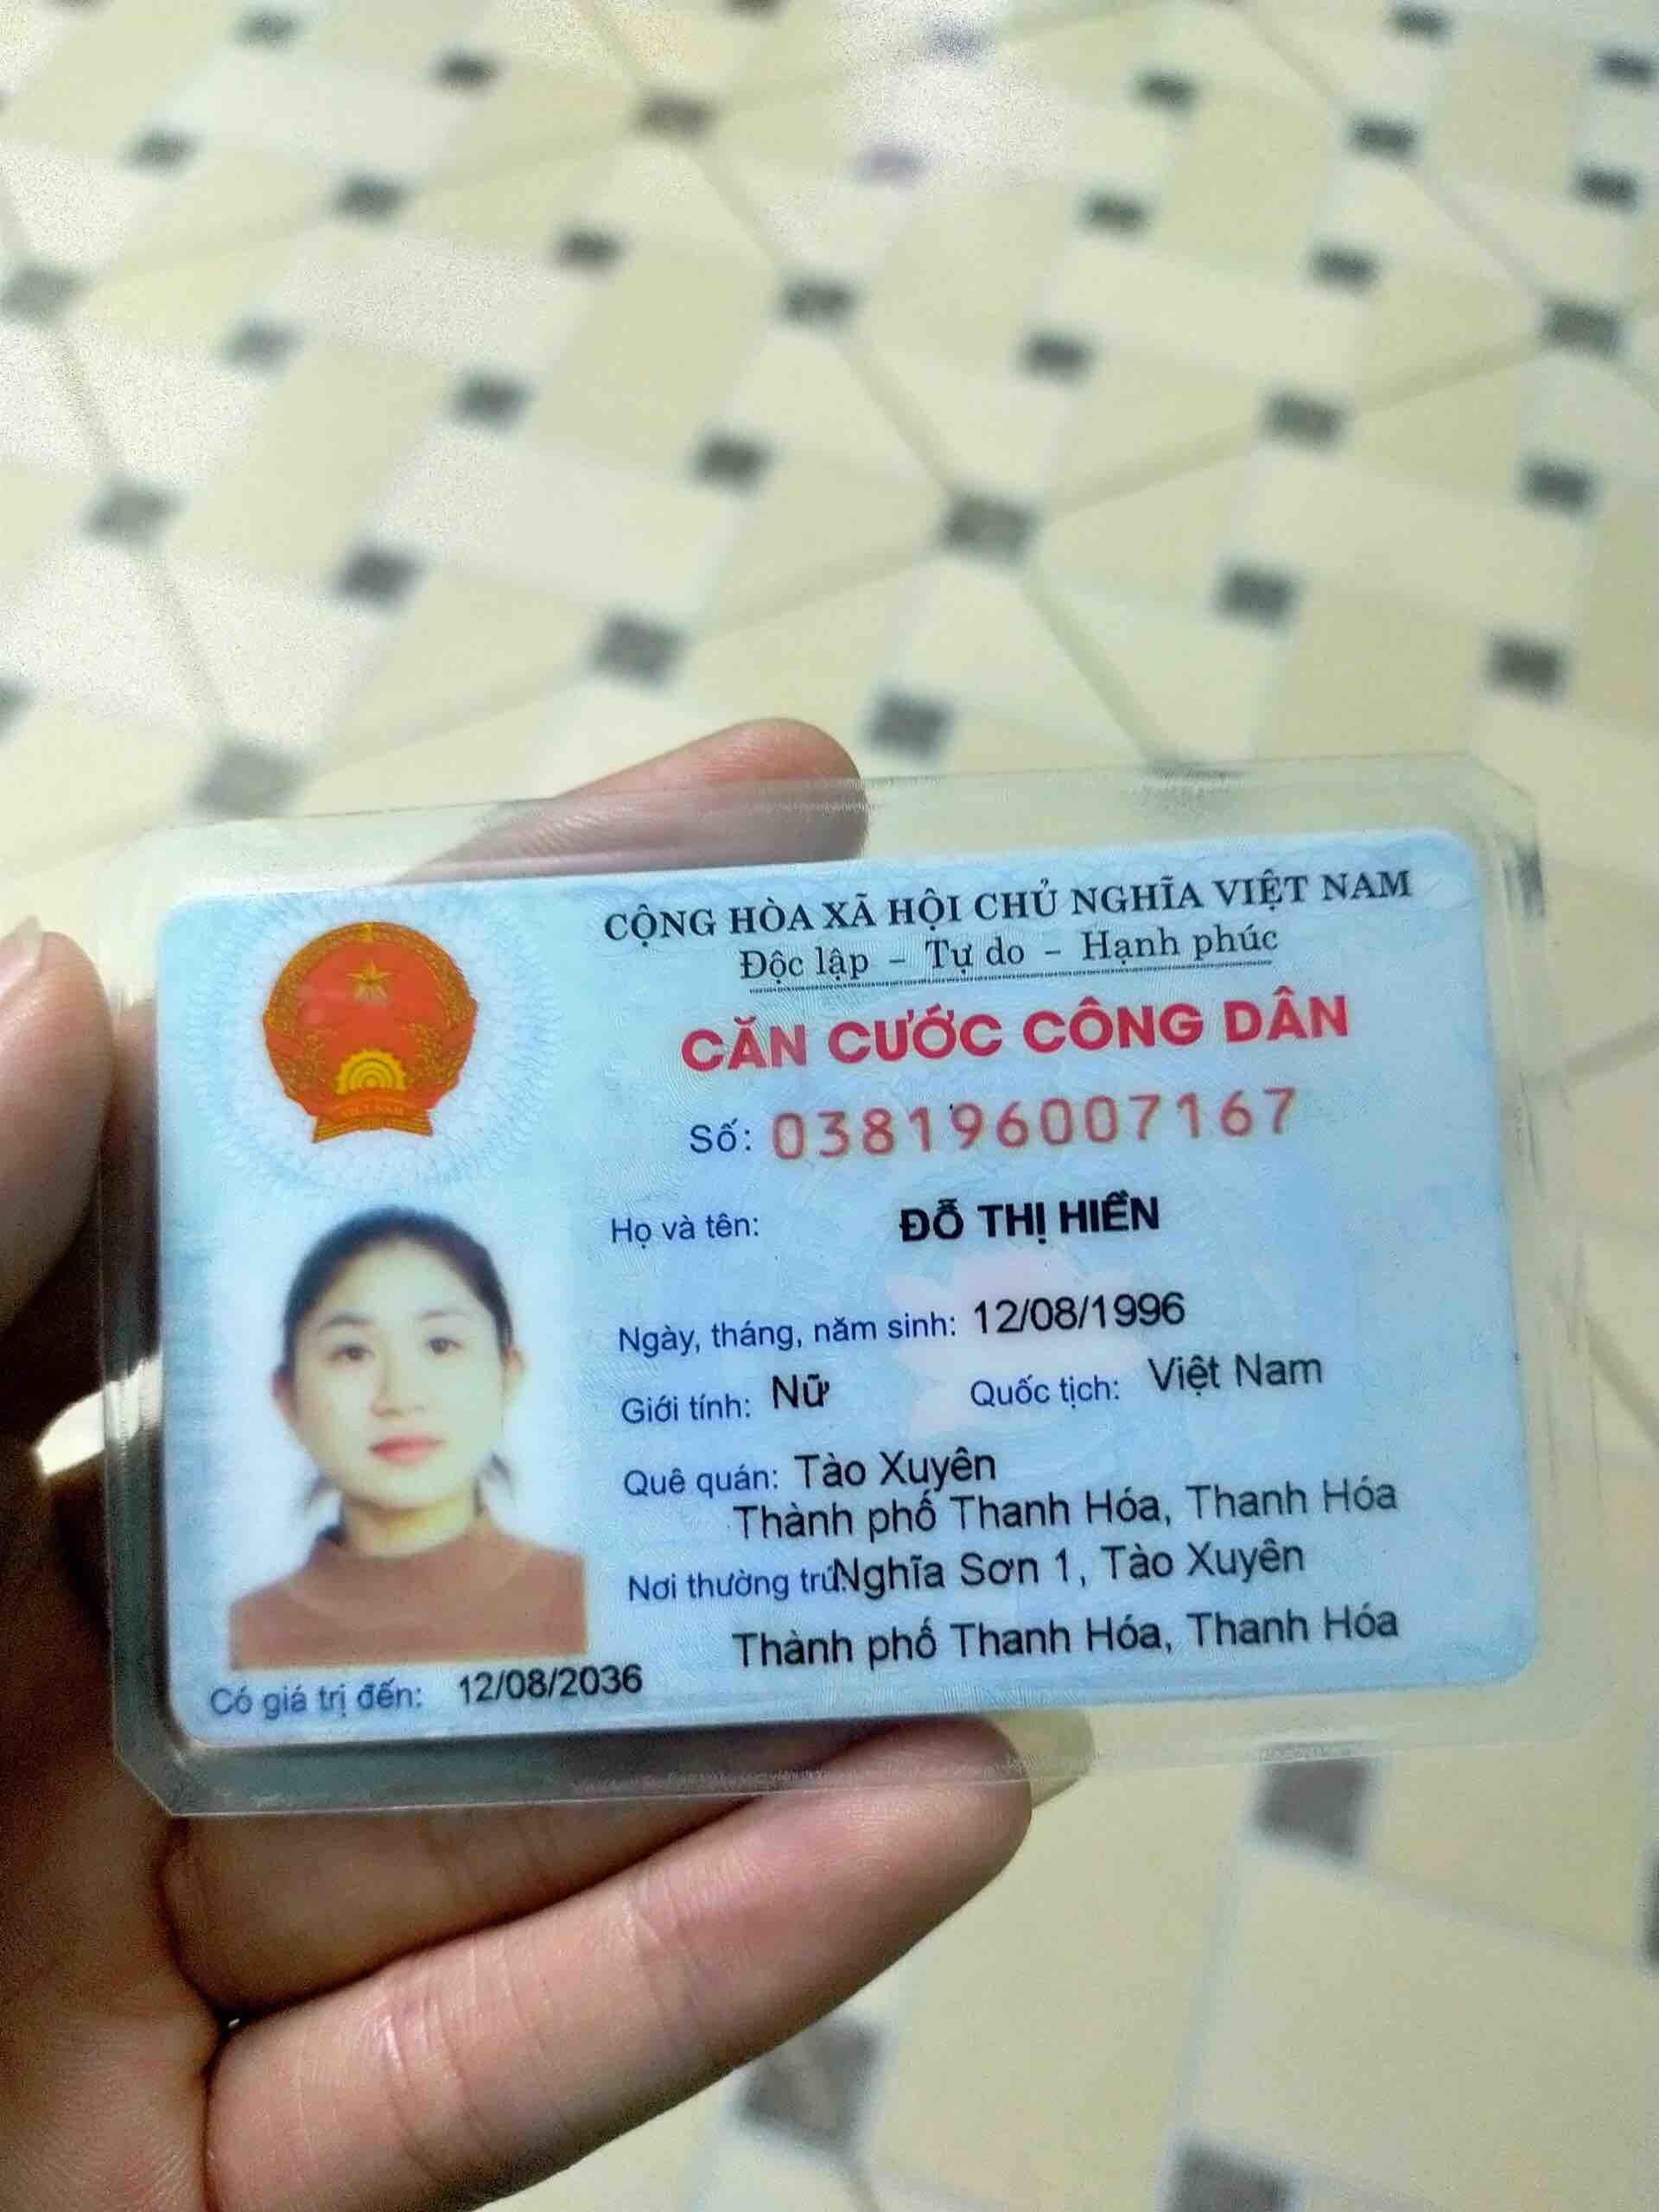 CỘNG HÒA XÃ HỘI CHỦ NGHĨA VIỆT NAM
Độc lập – Tự do – Hạnh phúc
CĂN CƯỚC CÔNG DÂN
Số: 038196007167
Họ và tên: ĐỖ THỊ HIỀN
Ngày, tháng, năm sinh: 12/08/1996
Giới tính: Nữ Quốc tịch: Việt Nam
Quê quán: Tào Xuyên
Thành phố Thanh Hóa, Thanh Hóa
Nơi thường trú: Nghĩa Sơn 1, Tào Xuyên
Thành phố Thanh Hóa, Thanh Hóa
Có giá trị đến: 12/08/2036
VIỆT NAM